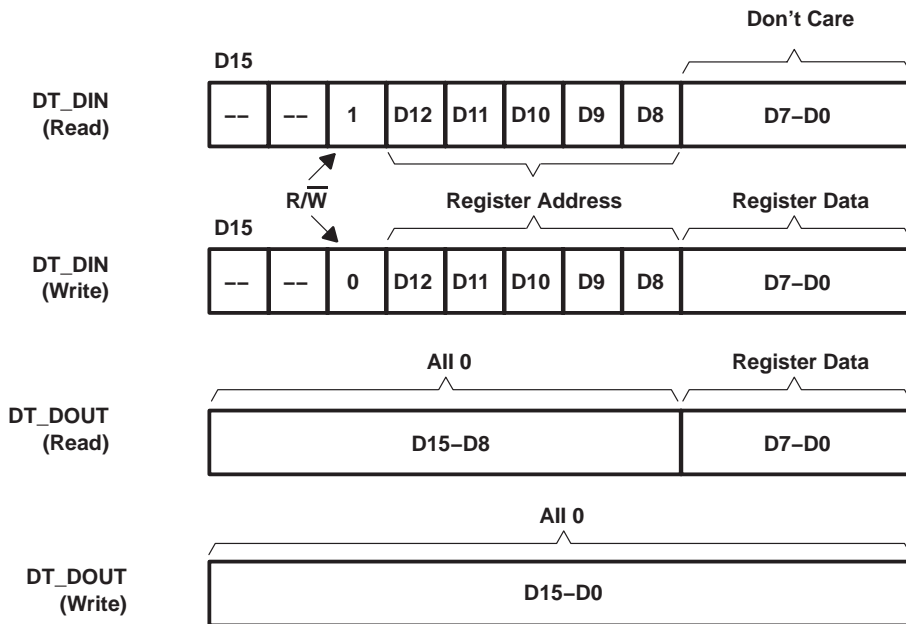 Don't Care
D15
DT_DIN
(Read)
−− −− 1 D12 D11 D10 D9 D8 D7−D0
R/W̅
Register Address Register Data
D15
DT_DIN
(Write)
−− −− 0 D12 D11 D10 D9 D8 D7−D0
All 0 Register Data
DT_DOUT
(Read)
D15−D8 D7−D0
All 0
DT_DOUT
(Write)
D15−D0